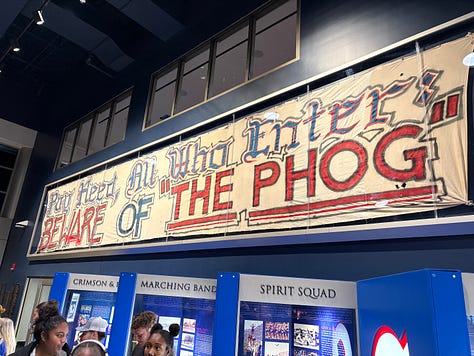 Pay Heed, All Who Enter:
BEWARE OF "THE PHOG"
CRIMSON &
MARCHING BAND
SPIRIT SQUAD